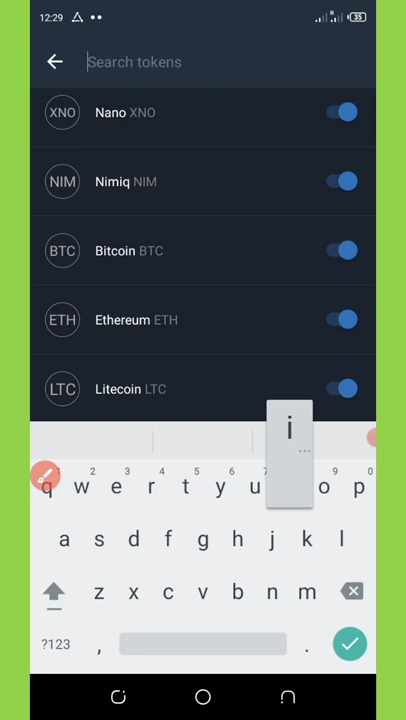 12:29 35
Search tokens
XNO Nano XNO
NIM Nimiq NIM
BTC Bitcoin BTC
ETH Ethereum ETH
LTC Litecoin LTC
i
...
1 2 3 4 5 6 7 9 0
q w e r t y u o p
a s d f g h j k l
z x c v b n m
?123 , .